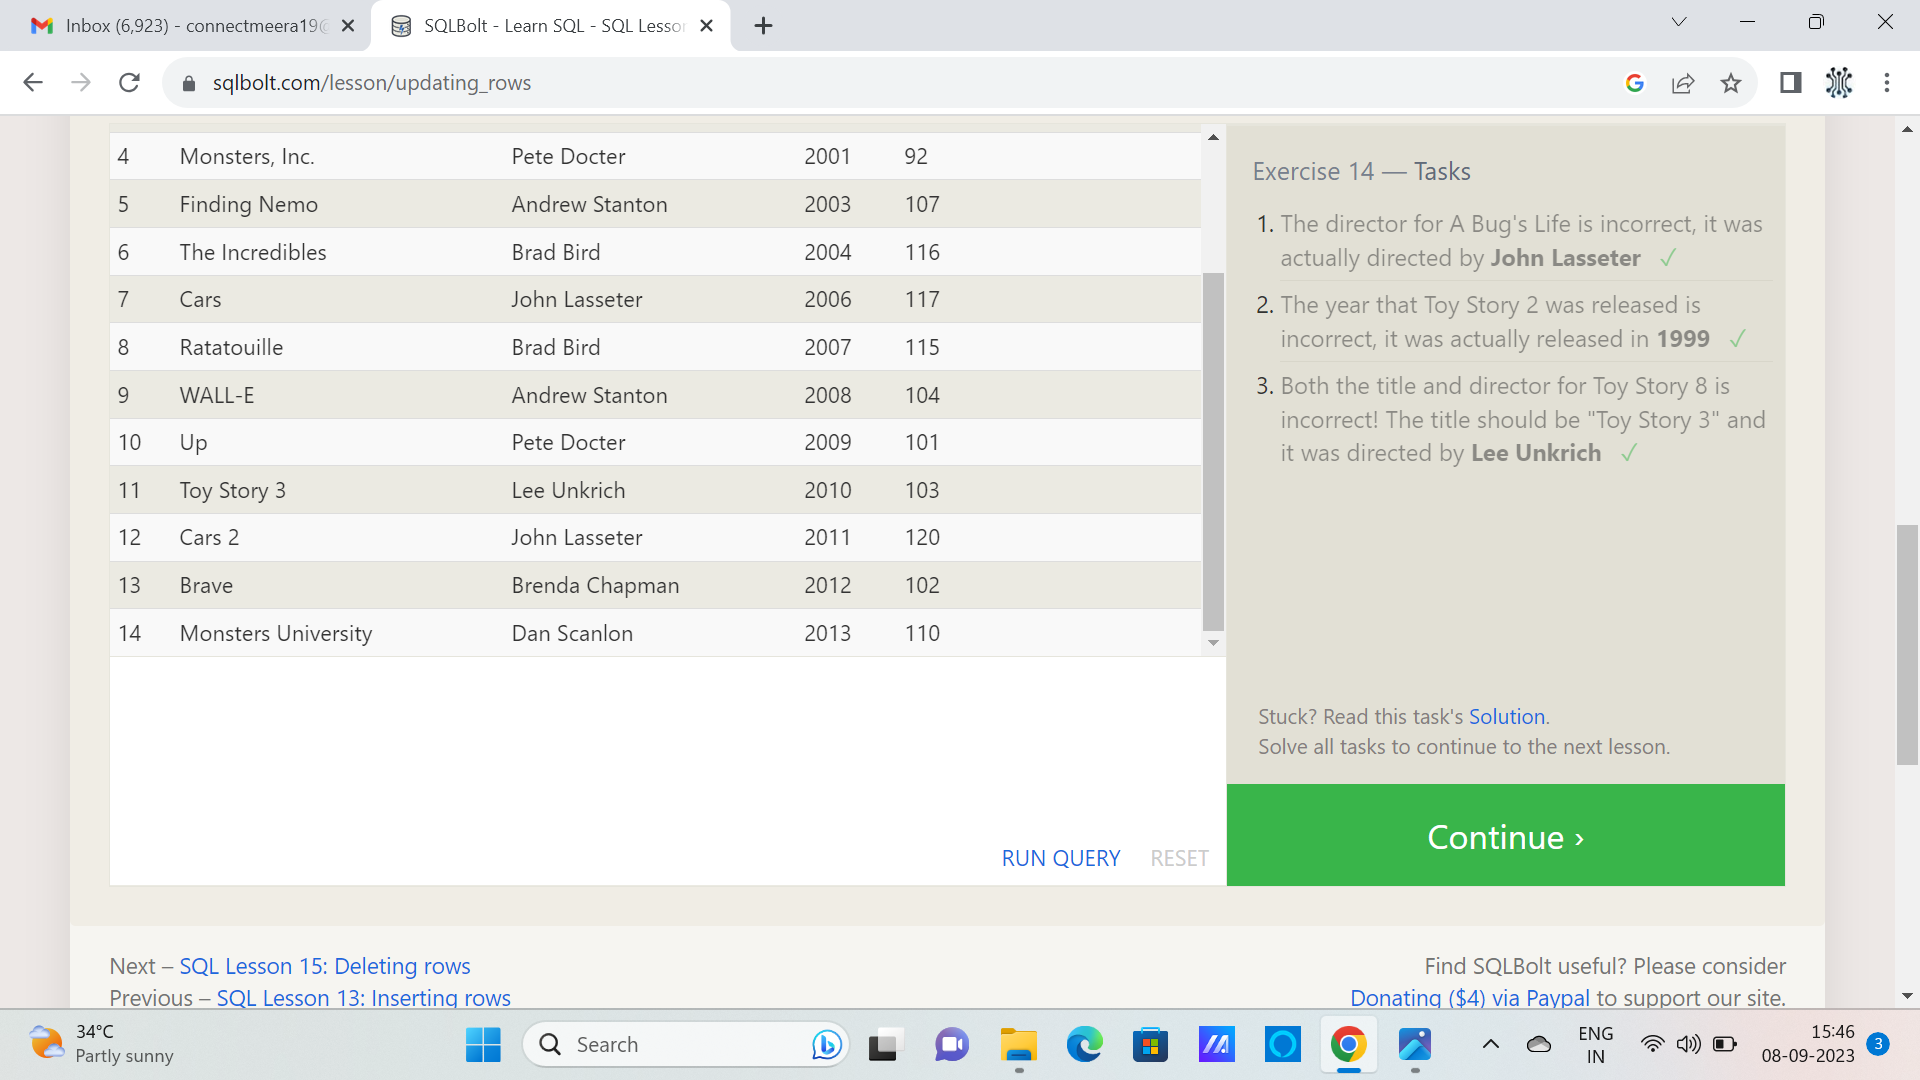 Inbox (6,923) - connectmeera19@
SQLBolt - Learn SQL - SQL Lesson
sqlbolt.com/lesson/updating_rows
4 Monsters, Inc. Pete Docter 2001 92
5 Finding Nemo Andrew Stanton 2003 107
6 The Incredibles Brad Bird 2004 116
7 Cars John Lasseter 2006 117
8 Ratatouille Brad Bird 2007 115
9 WALL-E Andrew Stanton 2008 104
10 Up Pete Docter 2009 101
11 Toy Story 3 Lee Unkrich 2010 103
12 Cars 2 John Lasseter 2011 120
13 Brave Brenda Chapman 2012 102
14 Monsters University Dan Scanlon 2013 110
RUN QUERY RESET
Exercise 14 — Tasks
1. The director for A Bug's Life is incorrect, it was
actually directed by John Lasseter ✓
2. The year that Toy Story 2 was released is
incorrect, it was actually released in 1999 ✓
3. Both the title and director for Toy Story 8 is
incorrect! The title should be "Toy Story 3" and
it was directed by Lee Unkrich ✓
Stuck? Read this task's Solution.
Solve all tasks to continue to the next lesson.
Continue ›
Next – SQL Lesson 15: Deleting rows
Previous – SQL Lesson 13: Inserting rows
Find SQLBolt useful? Please consider
Donating ($4) via Paypal to support our site.
34°C
Partly sunny
Search
ENG
IN
15:46
08-09-2023
3